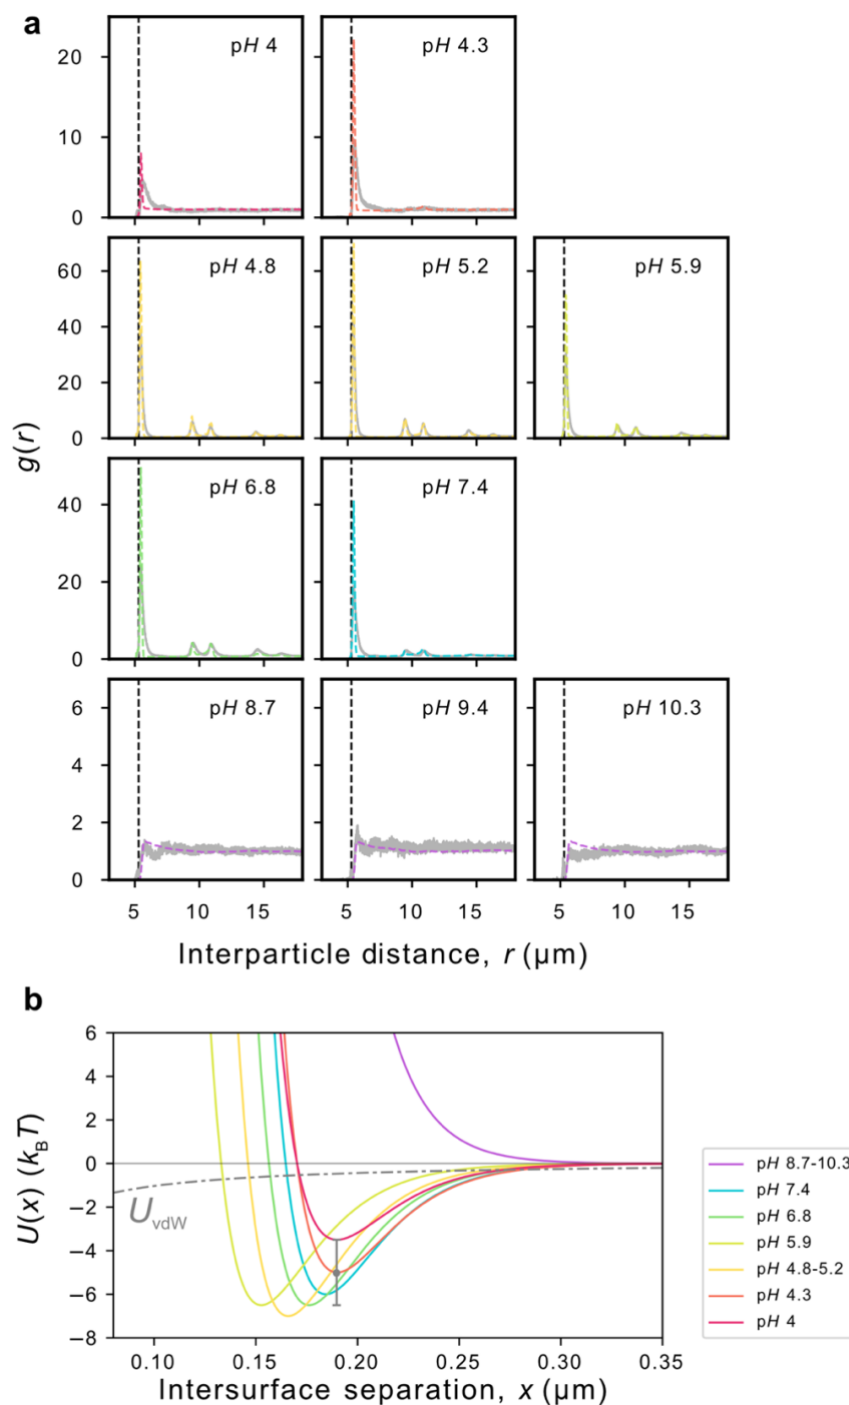 a
pH 4
pH 4.3
20
10
0
pH 4.8
pH 5.2
pH 5.9
60
40
20
0
g(r)
pH 6.8
pH 7.4
40
20
0
pH 8.7
pH 9.4
pH 10.3
6
4
2
0
5 10 15 5 10 15 5 10 15
Interparticle distance, r (µm)
b
6
4
2
0
−2
−4
−6
−8
U(x) (k_BT)
U_vdW
0.10 0.15 0.20 0.25 0.30 0.35
Intersurface separation, x (µm)
pH 8.7-10.3
pH 7.4
pH 6.8
pH 5.9
pH 4.8-5.2
pH 4.3
pH 4